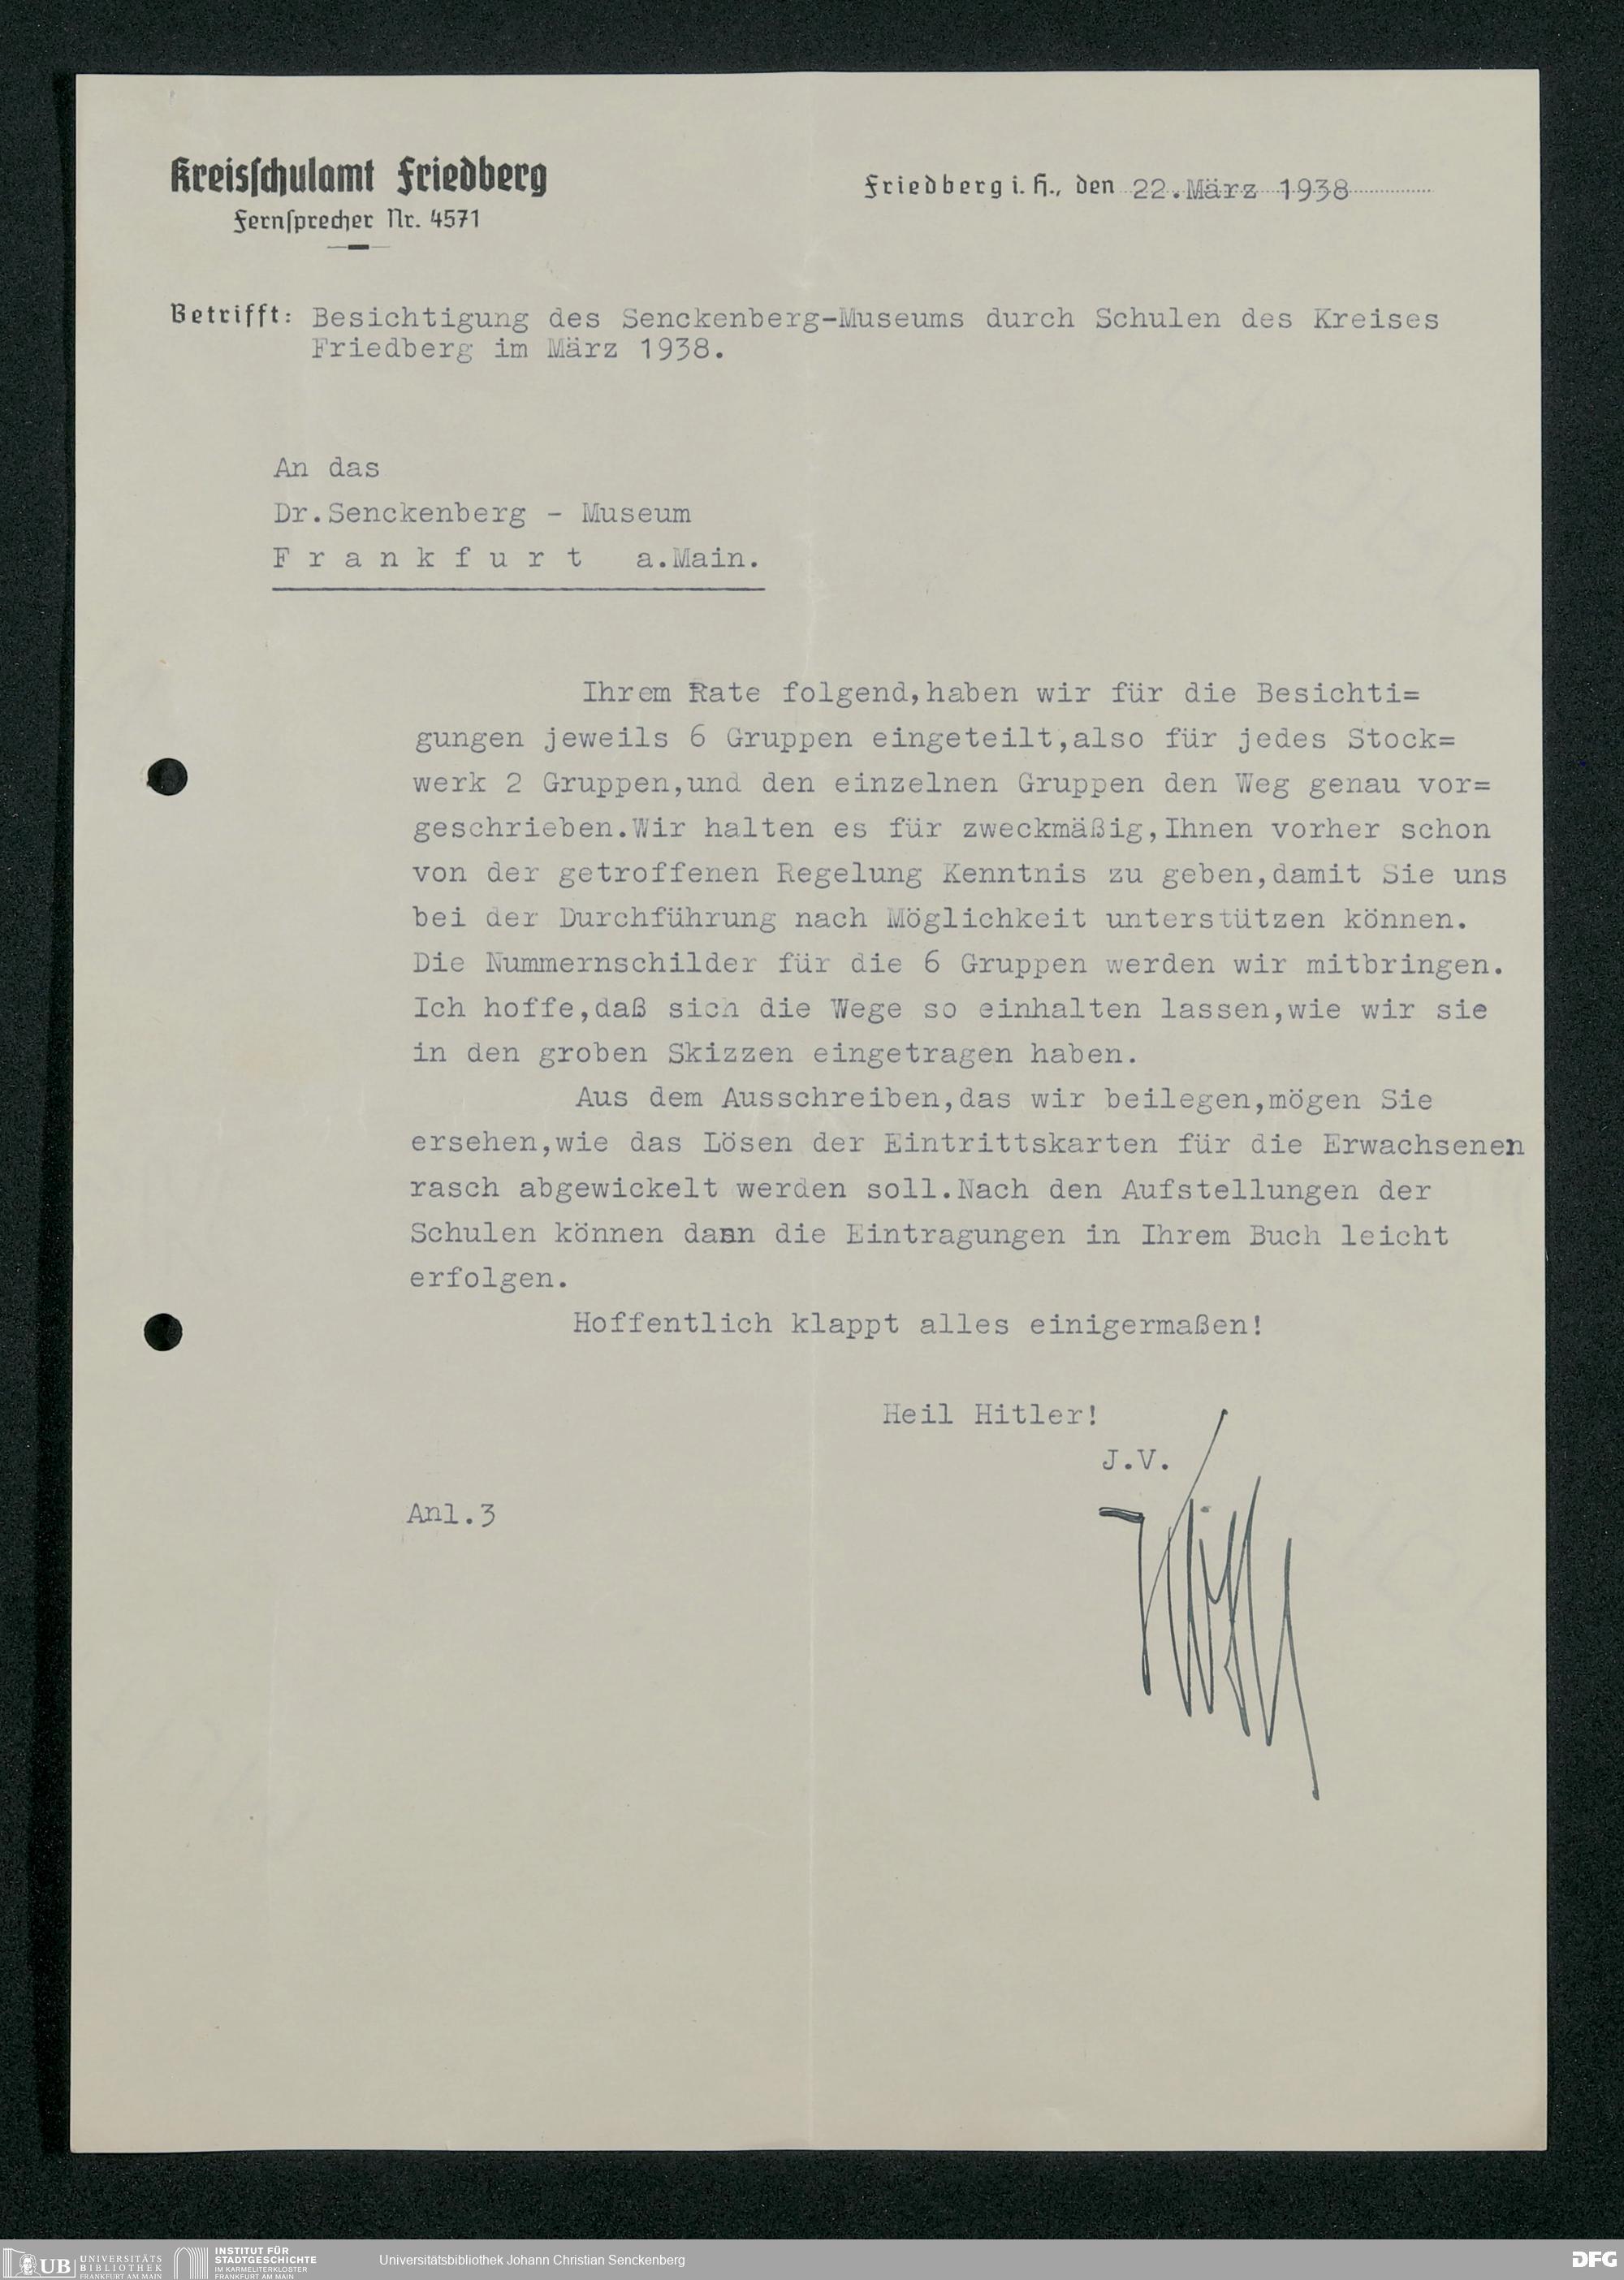 Kreisschulamt Friedberg
Fernsprecher Nr. 4571
Friedberg i. H., den 22.März 1938
Betrifft: Besichtigung des Senckenberg-Museums durch Schulen des Kreises
Friedberg im März 1938.
An das
Dr.Senckenberg - Museum
F r a n k f u r t a.Main.
Ihrem Rate folgend,haben wir für die Besichti=
gungen jeweils 6 Gruppen eingeteilt,also für jedes Stock=
werk 2 Gruppen,und den einzelnen Gruppen den Weg genau vor=
geschrieben.Wir halten es für zweckmäßig,Ihnen vorher schon
von der getroffenen Regelung Kenntnis zu geben,damit Sie uns
bei der Durchführung nach Möglichkeit unterstützen können.
Die Nummernschilder für die 6 Gruppen werden wir mitbringen.
Ich hoffe,daß sich die Wege so einhalten lassen,wie wir sie
in den groben Skizzen eingetragen haben.
Aus dem Ausschreiben,das wir beilegen,mögen Sie
ersehen,wie das Lösen der Eintrittskarten für die Erwachsenen
rasch abgewickelt werden soll.Nach den Aufstellungen der
Schulen können dann die Eintragungen in Ihrem Buch leicht
erfolgen.
Hoffentlich klappt alles einigermaßen!
Heil Hitler!
J.V.
Anl.3
UB UNIVERSITÄTS
BIBLIOTHEK
FRANKFURT AM MAIN
INSTITUT FÜR
STADTGESCHICHTE
IM KARMELITERKLOSTER
FRANKFURT AM MAIN
Universitätsbibliothek Johann Christian Senckenberg
DFG